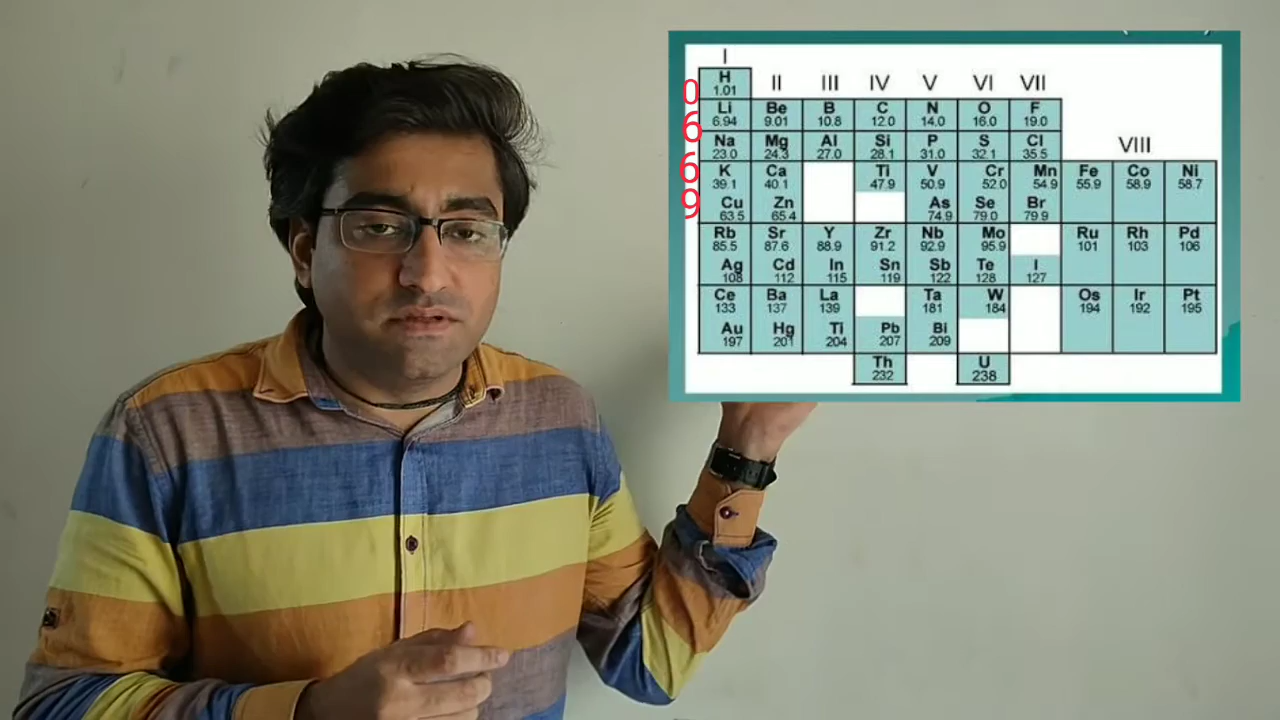 I
H
1.01
II III IV V VI VII
0
Li Be B C N O F
6.94 9.01 10.8 12.0 14.0 16.0 19.0
6
Na Mg Al Si P S Cl
23.0 24.3 27.0 28.1 31.0 32.1 35.5
VIII
6
K Ca Ti V Cr Mn Fe Co Ni
39.1 40.1 47.9 50.9 52.0 54.9 55.9 58.9 58.7
9
Cu Zn As Se Br
63.5 65.4 74.9 79.0 79.9
Rb Sr Y Zr Nb Mo Ru Rh Pd
85.5 87.6 88.9 91.2 92.9 95.9 101 103 106
Ag Cd In Sn Sb Te I
108 112 115 119 122 128 127
Ce Ba La Ta W Os Ir Pt
133 137 139 181 184 194 192 195
Au Hg Ti Pb Bi
197 201 204 207 209
Th U
232 238